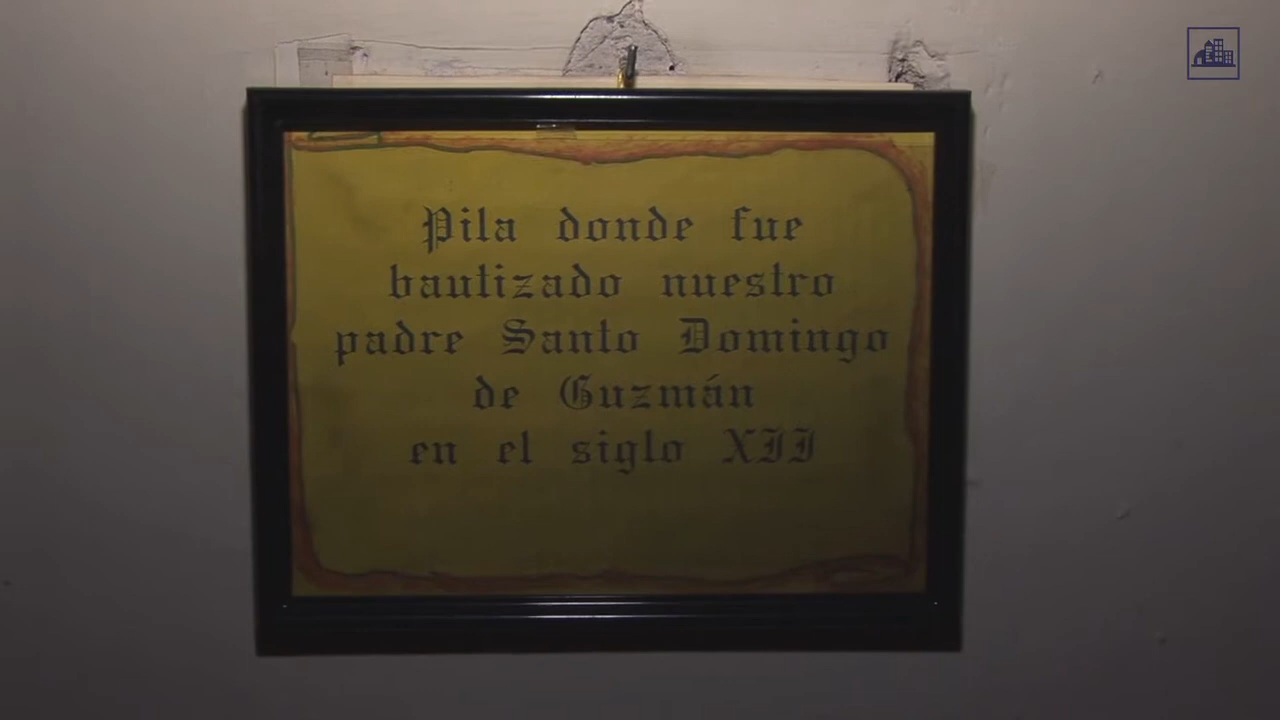 Pila donde fue
bautizado nuestro
padre Santo Domingo
de Guzmán
en el siglo XII